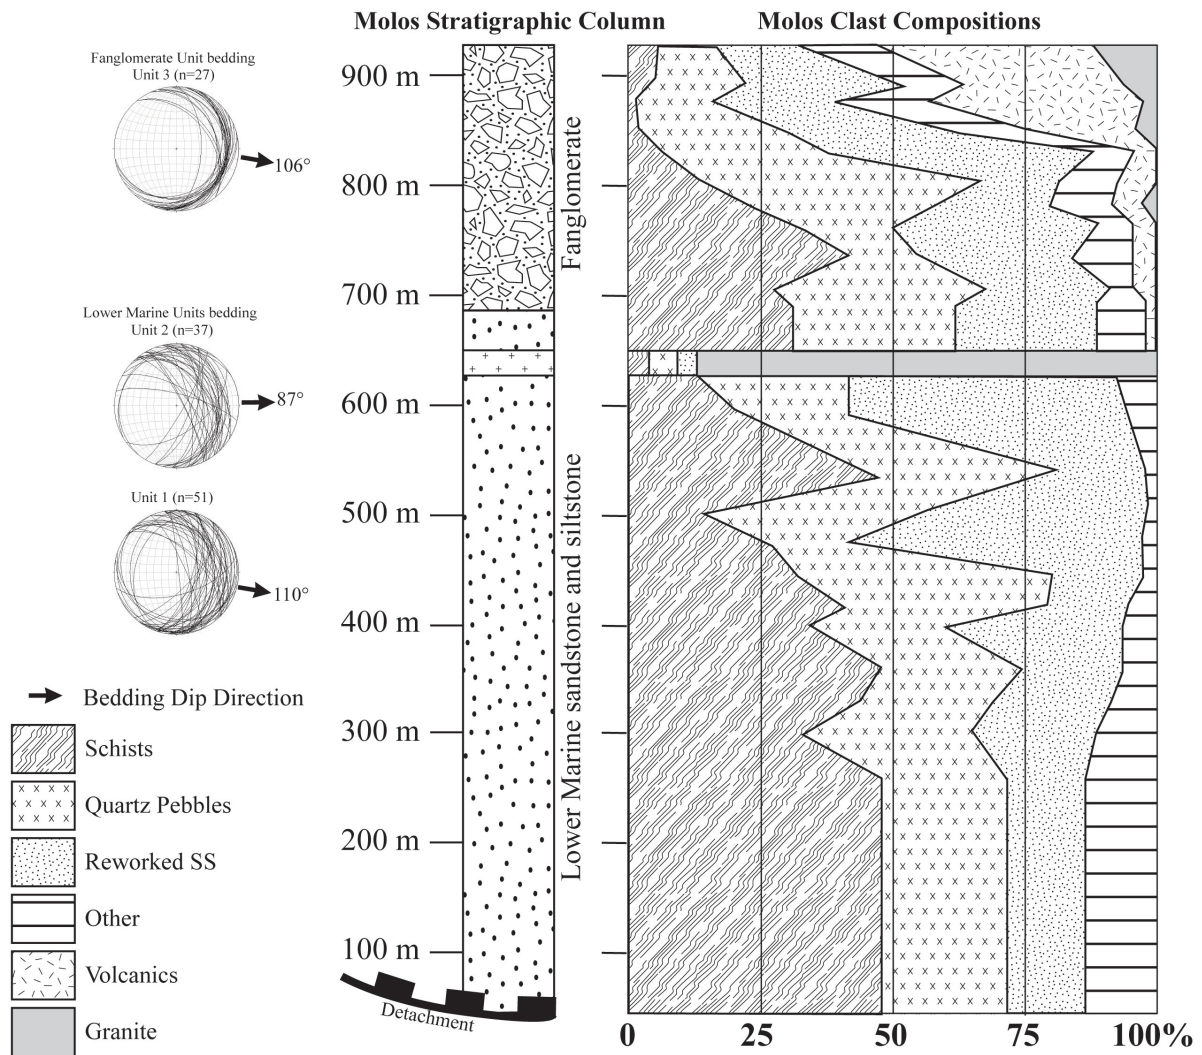 Molos Stratigraphic Column
Molos Clast Compositions
Fanglomerate Unit bedding
Unit 3 (n=27)
106°
Lower Marine Units bedding
Unit 2 (n=37)
87°
Unit 1 (n=51)
110°
Bedding Dip Direction
Schists
Quartz Pebbles
Reworked SS
Other
Volcanics
Granite
900 m
800 m
700 m
600 m
500 m
400 m
300 m
200 m
100 m
Detachment
Fanglomerate
Lower Marine sandstone and siltstone
0 25 50 75 100%